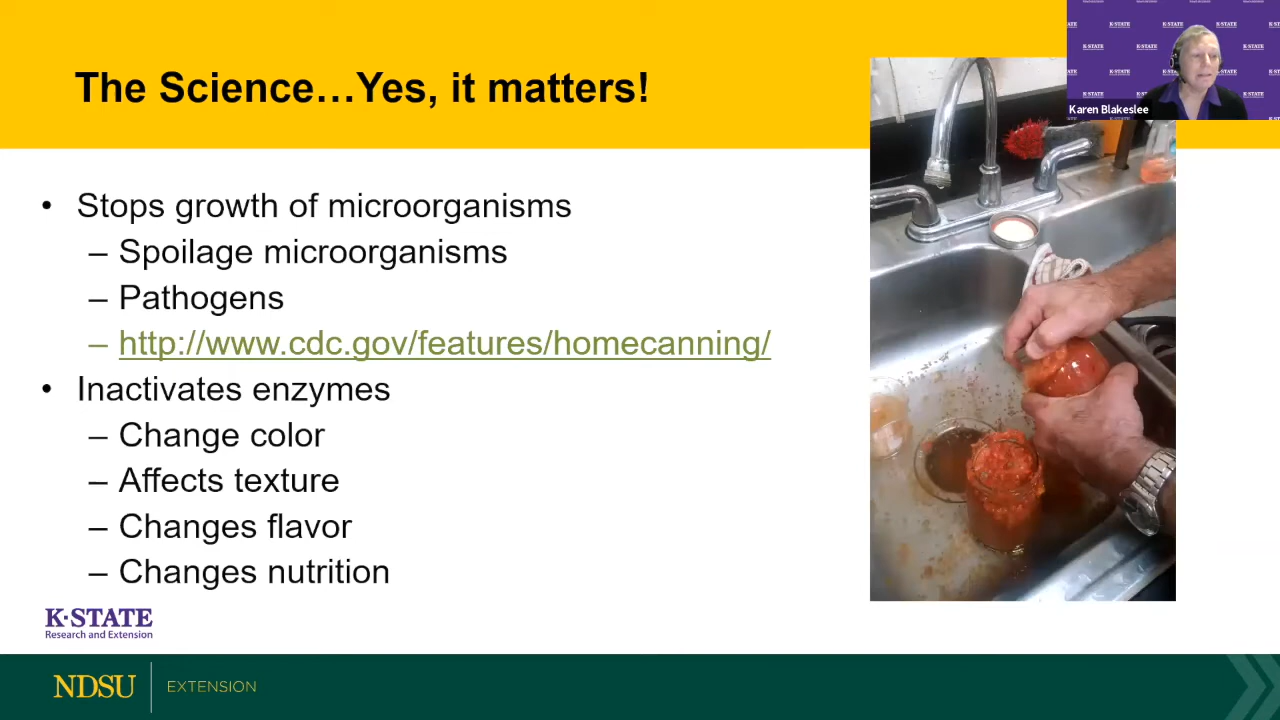 The Science…Yes, it matters!
K-STATE
Karen Blakeslee
• Stops growth of microorganisms
– Spoilage microorganisms
– Pathogens
– http://www.cdc.gov/features/homecanning/
• Inactivates enzymes
– Change color
– Affects texture
– Changes flavor
– Changes nutrition
K-STATE
Research and Extension
NDSU EXTENSION